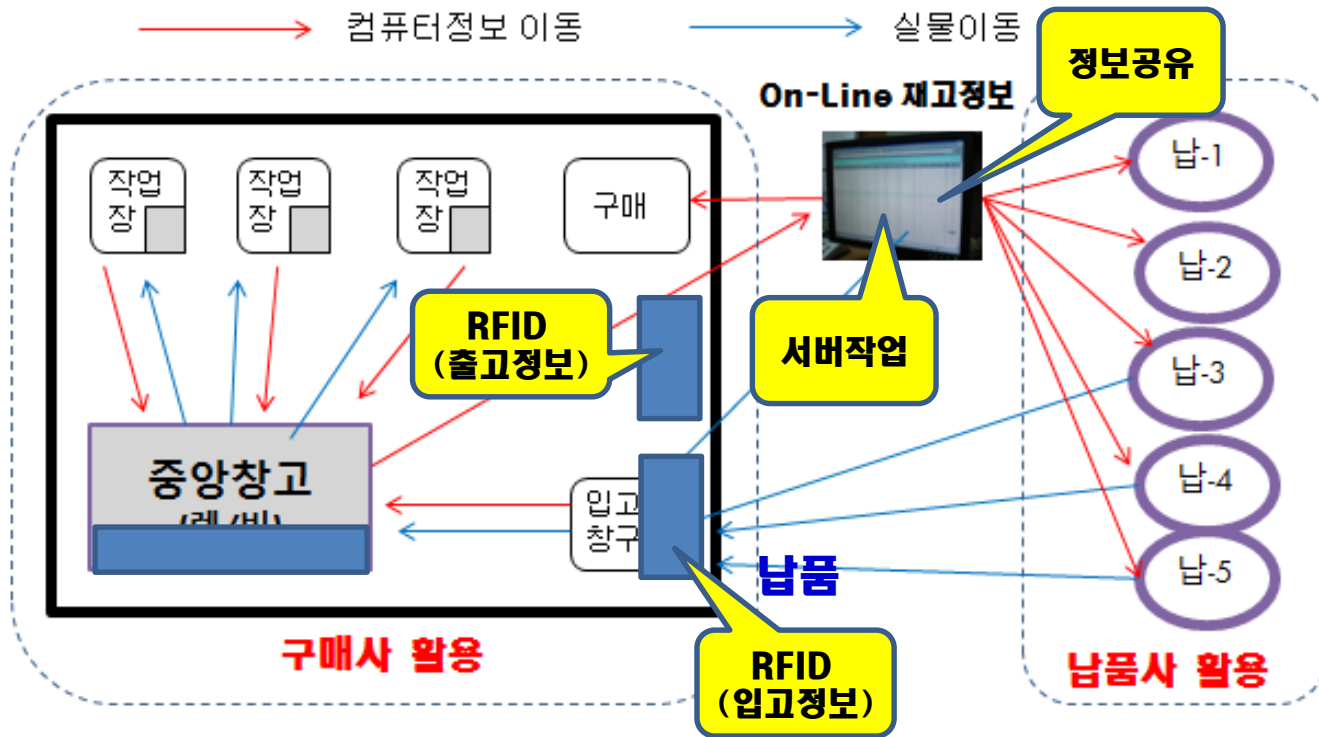 컴퓨터정보 이동
실물이동
정보공유
On-Line 재고정보
작업
장
작업
장
작업
장
구매
납-1
납-2
RFID
(출고정보)
서버작업
납-3
중앙창고
입고
창구
납-4
납품
납-5
구매사 활용
RFID
(입고정보)
납품사 활용